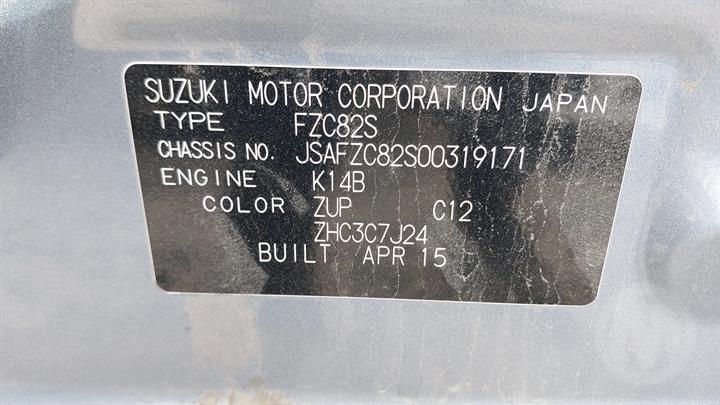 SUZUKI MOTOR CORPORATION JAPAN
TYPE FZC82S
CHASSIS NO. JSAFZC82S00319171
ENGINE K14B
COLOR ZUP C12
ZHC3C7J24
BUILT APR 15